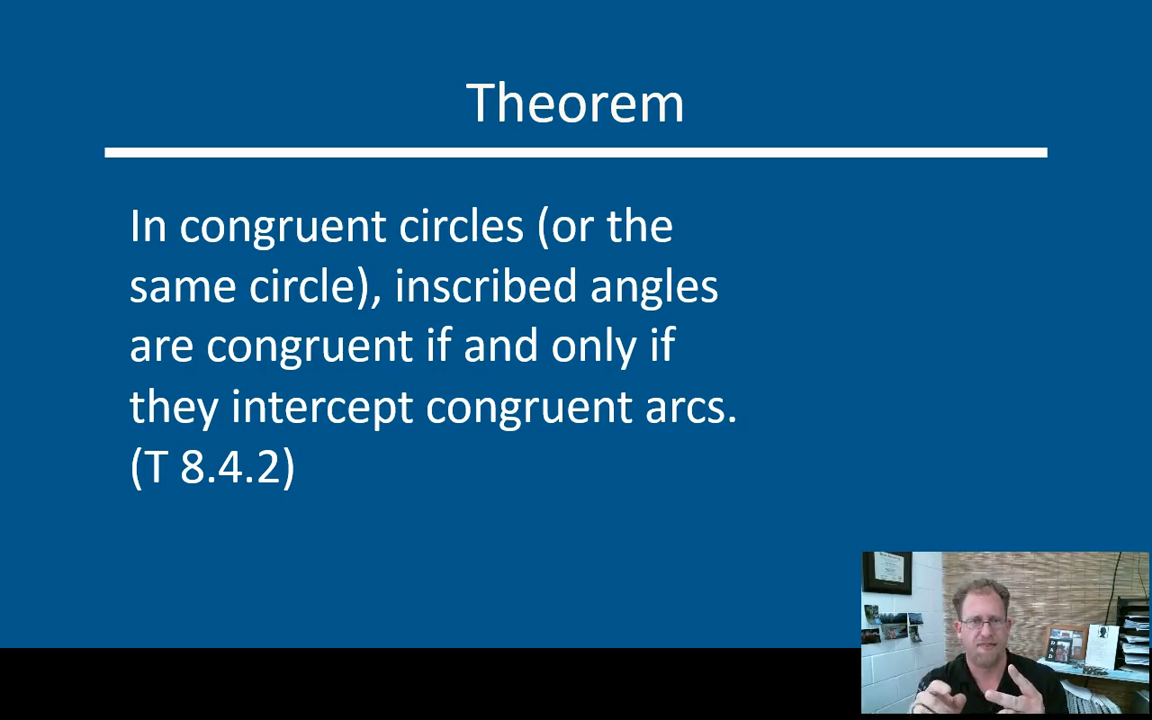 Theorem
In congruent circles (or the
same circle), inscribed angles
are congruent if and only if
they intercept congruent arcs.
(T 8.4.2)